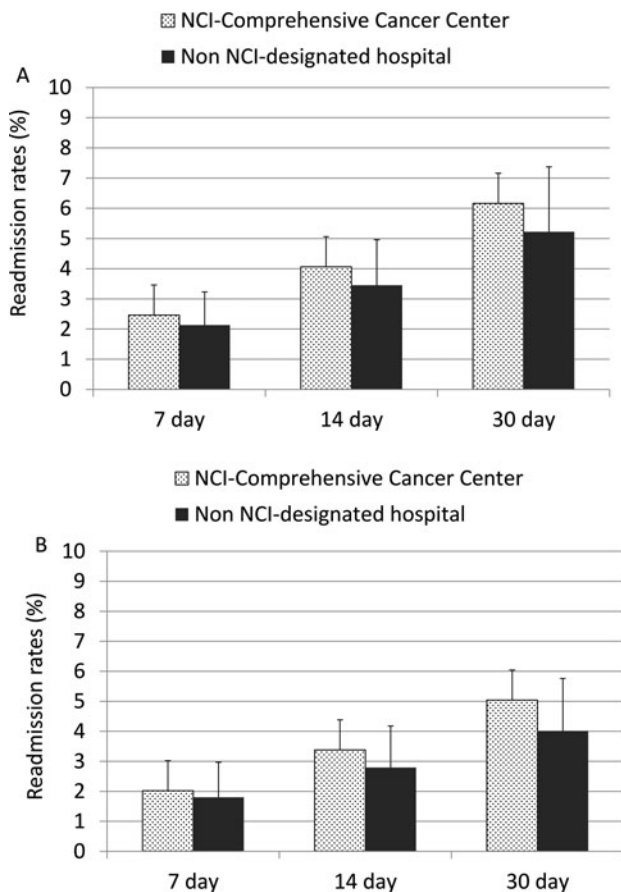 NCI-Comprehensive Cancer Center
Non NCI-designated hospital
A
Readmission rates (%)
10
9
8
7
6
5
4
3
2
1
0
7 day 14 day 30 day
NCI-Comprehensive Cancer Center
Non NCI-designated hospital
B
Readmission rates (%)
10
9
8
7
6
5
4
3
2
1
0
7 day 14 day 30 day